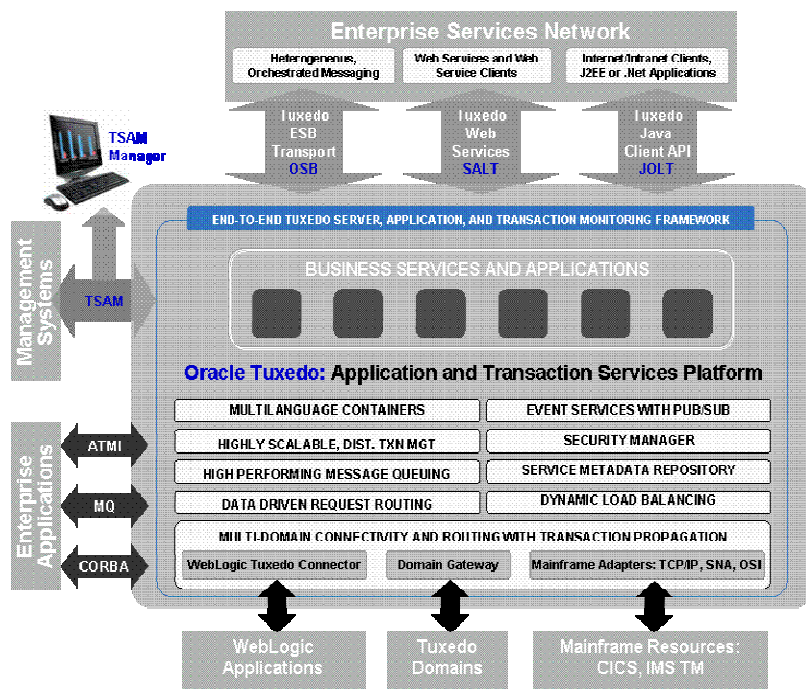 Enterprise Services Network
Heterogeneous,
Orchestrated Messaging
Web Services and Web
Service Clients
Internet/Intranet Clients,
J2EE or .Net Applications
Tuxedo
ESB
Transport
OSB
Tuxedo
Web
Services
SALT
Tuxedo
Java
Client API
JOLT
TSAM
Manager
END-TO-END TUXEDO SERVER, APPLICATION, AND TRANSACTION MONITORING FRAMEWORK
Management
Systems
TSAM
BUSINESS SERVICES AND APPLICATIONS
Oracle Tuxedo: Application and Transaction Services Platform
MULTILANGUAGE CONTAINERS
EVENT SERVICES WITH PUB/SUB
HIGHLY SCALABLE, DIST. TXN MGT
SECURITY MANAGER
HIGH PERFORMING MESSAGE QUEUING
SERVICE METADATA REPOSITORY
DATA DRIVEN REQUEST ROUTING
DYNAMIC LOAD BALANCING
Enterprise
Applications
ATMI
MQ
CORBA
MULTI-DOMAIN CONNECTIVITY AND ROUTING WITH TRANSACTION PROPAGATION
WebLogic Tuxedo Connector
Domain Gateway
Mainframe Adapters: TCP/IP, SNA, OSI
WebLogic
Applications
Tuxedo
Domains
Mainframe Resources:
CICS, IMS TM